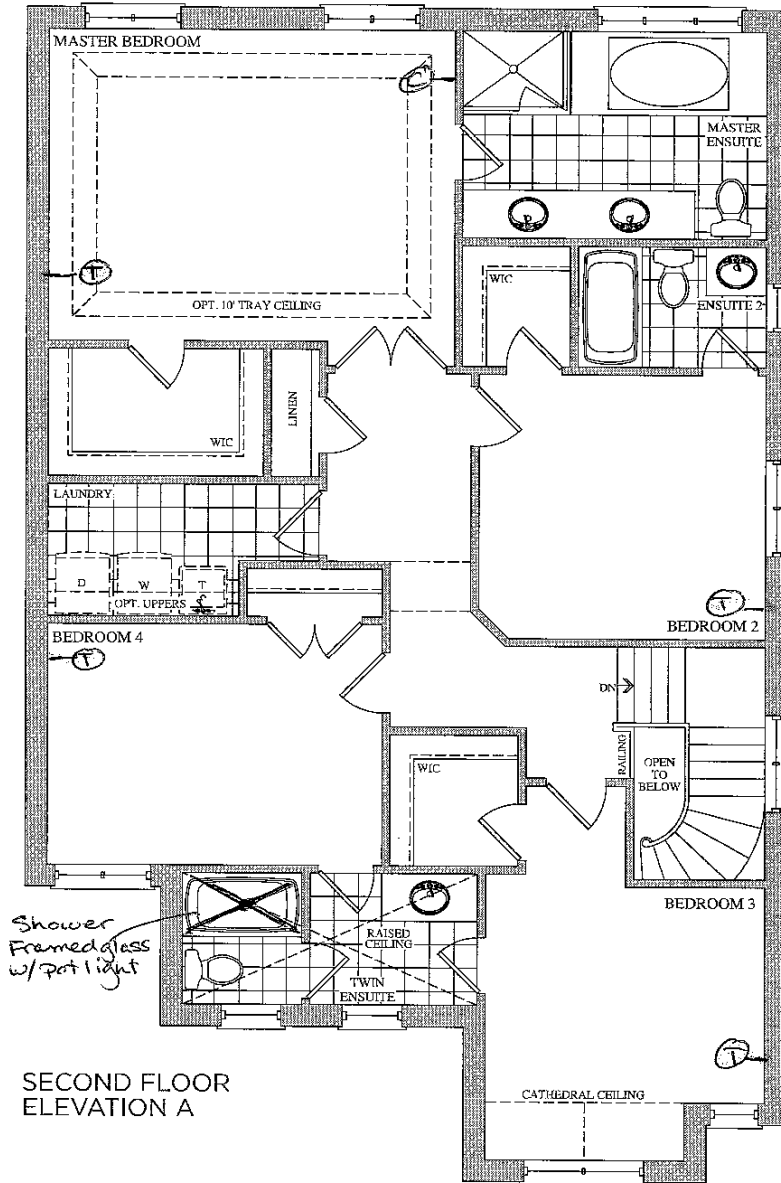 MASTER BEDROOM
C
MASTER
ENSUITE
T
OPT. 10' TRAY CEILING
WIC
ENSUITE 2
LINEN
WIC
LAUNDRY
D
W
T
OPT. UPPERS
T
BEDROOM 2
BEDROOM 4
T
DN
RAILING
OPEN
TO
BELOW
WIC
BEDROOM 3
Shower
Framed glass
w/ pot light
RAISED
CEILING
TWIN
ENSUITE
T
CATHEDRAL CEILING
SECOND FLOOR
ELEVATION A